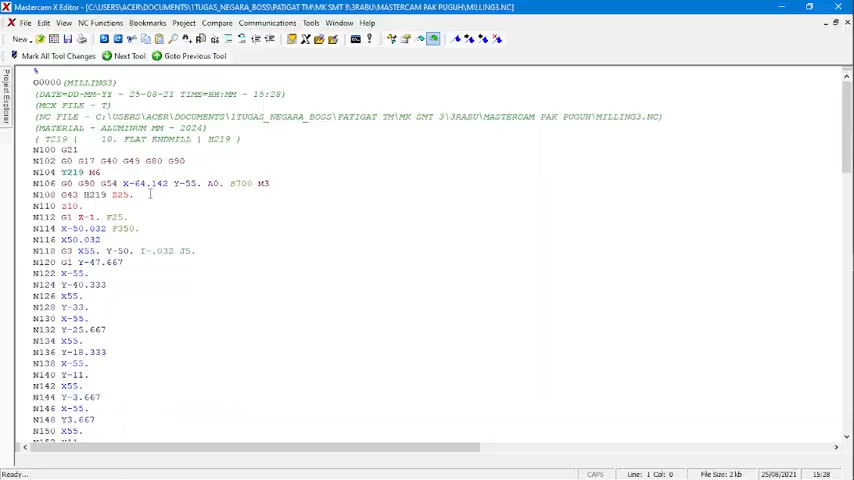 Mastercam X Editor - [C:\USERS\ACER\DOCUMENTS\1TUGAS_NEGARA_BOSS\PATIGAT TM\MK SMT 3\3RABU\MASTERCAM PAK PUGUH\MILLING3.NC]
File Edit View NC Functions Bookmarks Project Compare Communications Tools Window Help
New
Mark All Tool Changes Next Tool Goto Previous Tool
Project Explorer
%
O0000(MILLING3)
(DATE=DD-MM-YY - 25-08-21 TIME=HH:MM - 15:28)
(MCX FILE - T)
(NC FILE - C:\USERS\ACER\DOCUMENTS\1TUGAS_NEGARA_BOSS\PATIGAT TM\MK SMT 3\3RABU\MASTERCAM PAK PUGUH\MILLING3.NC)
(MATERIAL - ALUMINUM MM - 2024)
( T219 | 10. FLAT ENDMILL | H219 )
N100 G21
N102 G0 G17 G40 G49 G80 G90
N104 T219 M6
N106 G0 G90 G54 X-64.142 Y-55. A0. S700 M3
N108 G43 H219 Z25.
N110 Z10.
N112 G1 Z-1. F25.
N114 X-50.032 F350.
N116 X50.032
N118 G3 X55. Y-50. I-.032 J5.
N120 G1 Y-47.667
N122 X-55.
N124 Y-40.333
N126 X55.
N128 Y-33.
N130 X-55.
N132 Y-25.667
N134 X55.
N136 Y-18.333
N138 X-55.
N140 Y-11.
N142 X55.
N144 Y-3.667
N146 X-55.
N148 Y3.667
N150 X55.
N152 Y11.
Ready... CAPS Line: 1 Col: 0 File Size: 2 kb 25/08/2021 15:28